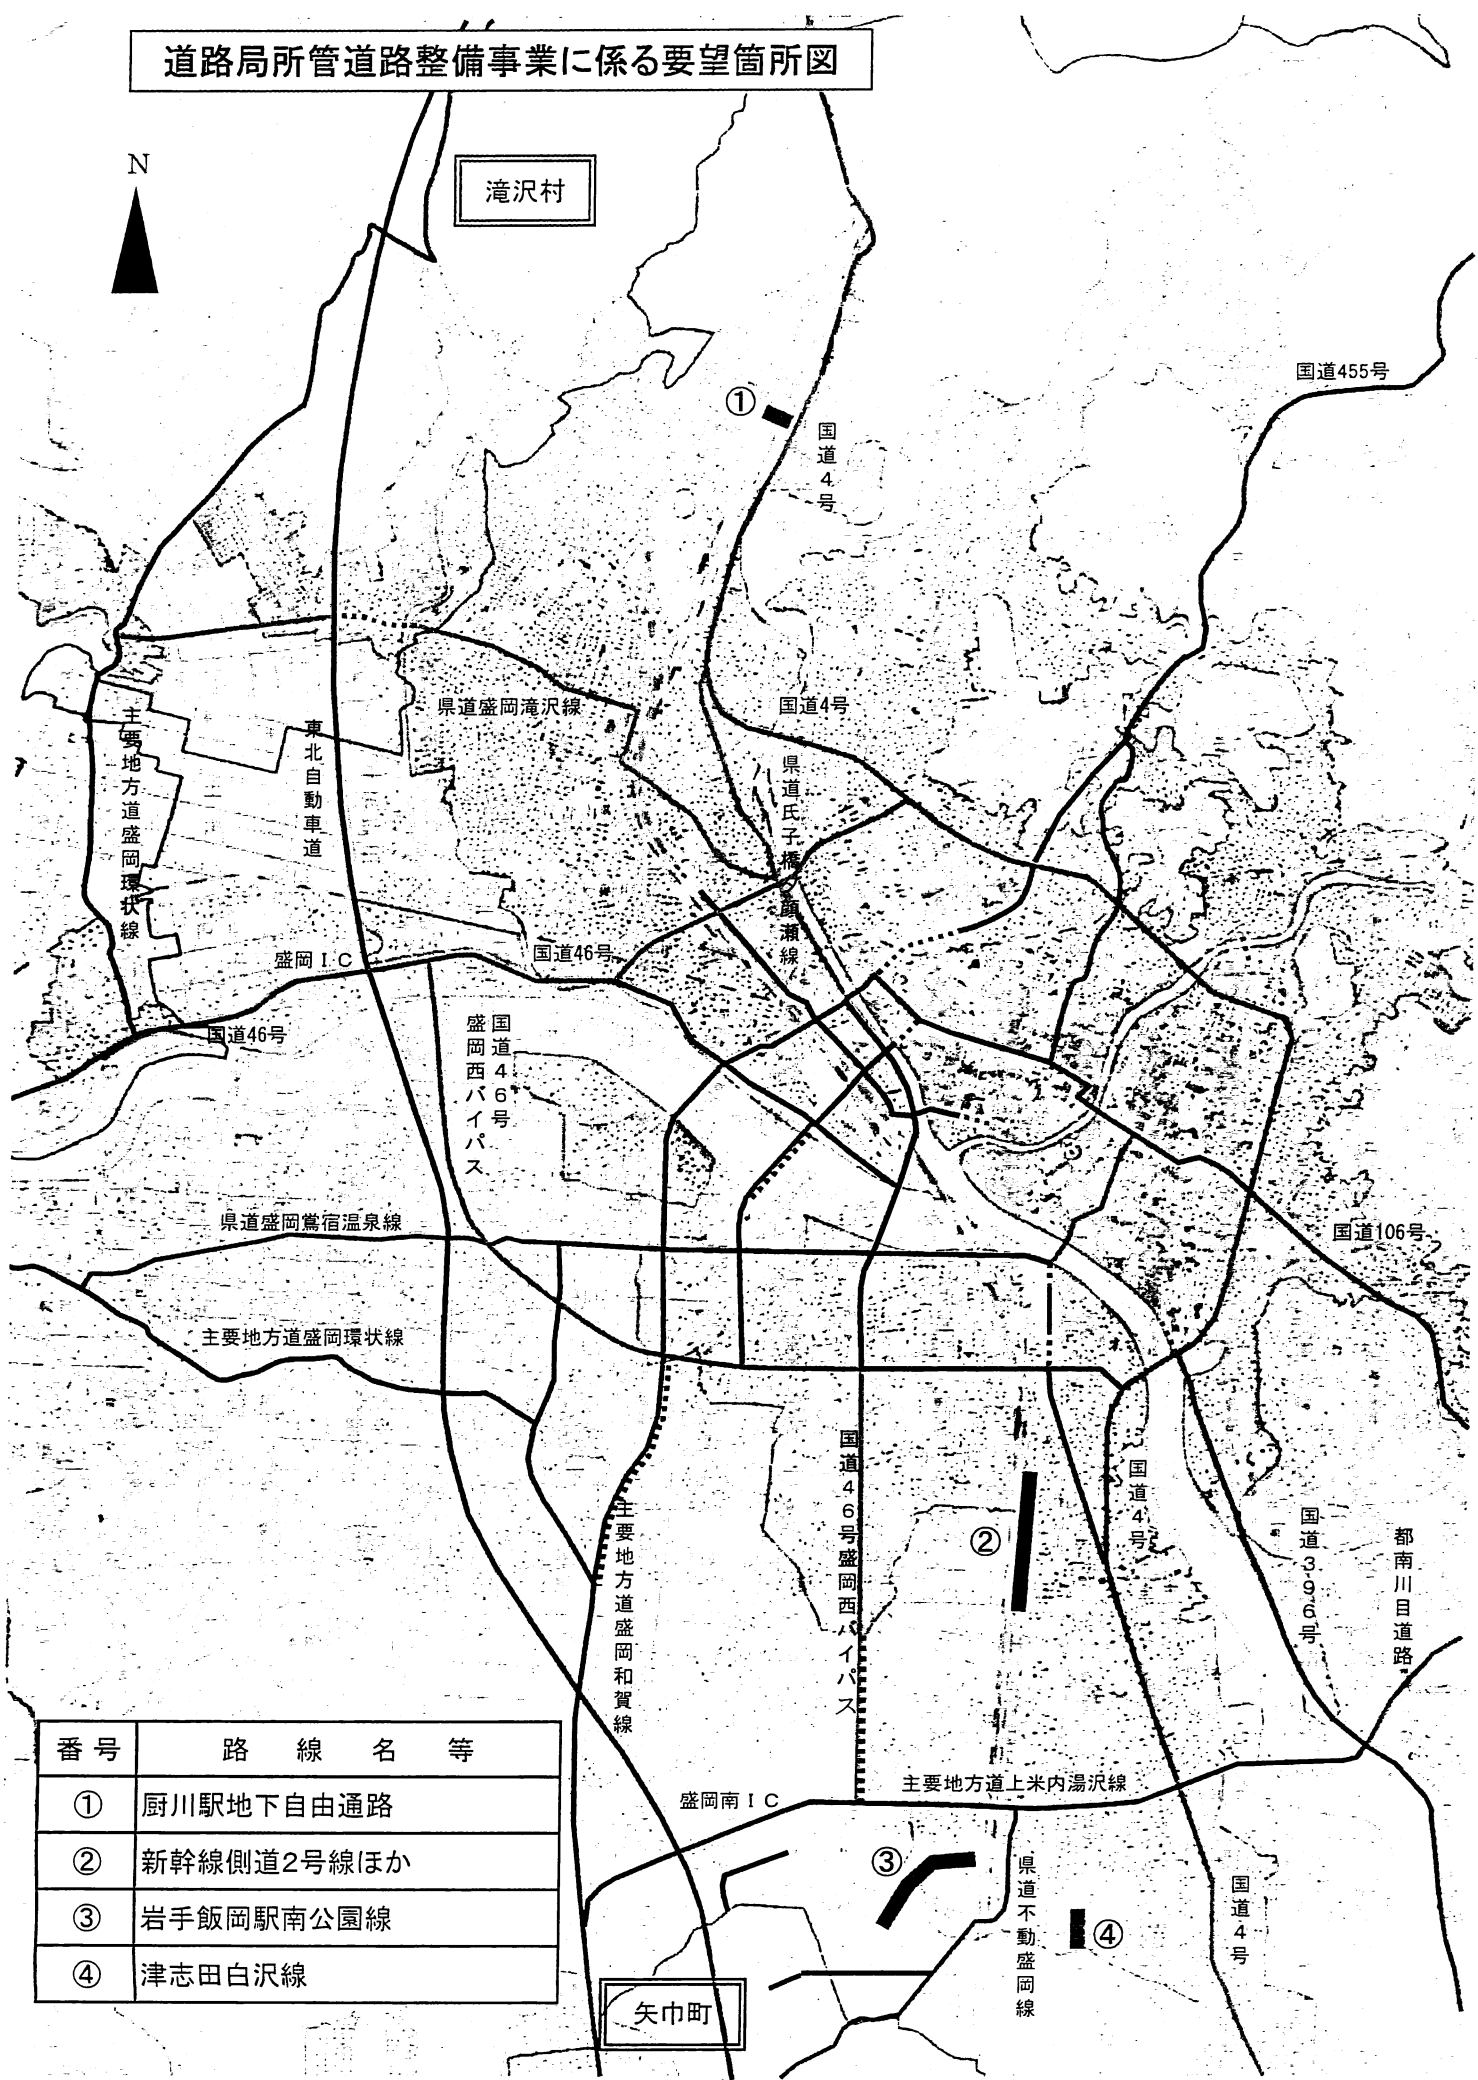 道路局所管道路整備事業に係る要望箇所図
N
滝沢村
国道455号
①
国道4号
県道盛岡滝沢線
国道4号
主要地方道盛岡環状線
東北自動車道
県道氏子橋夕顔瀬線
盛岡IC
国道46号
国道46号
国道46号
盛岡西バイパス
県道盛岡鶯宿温泉線
国道106号
主要地方道盛岡環状線
国道46号盛岡西バイパス
国道4号
②
主要地方道盛岡和賀線
国道396号
都南川目道路
主要地方道上米内湯沢線
盛岡南IC
③
県道不動盛岡線
④
国道4号
矢巾町
番号 路線名等
① 厨川駅地下自由通路
② 新幹線側道2号線ほか
③ 岩手飯岡駅南公園線
④ 津志田白沢線